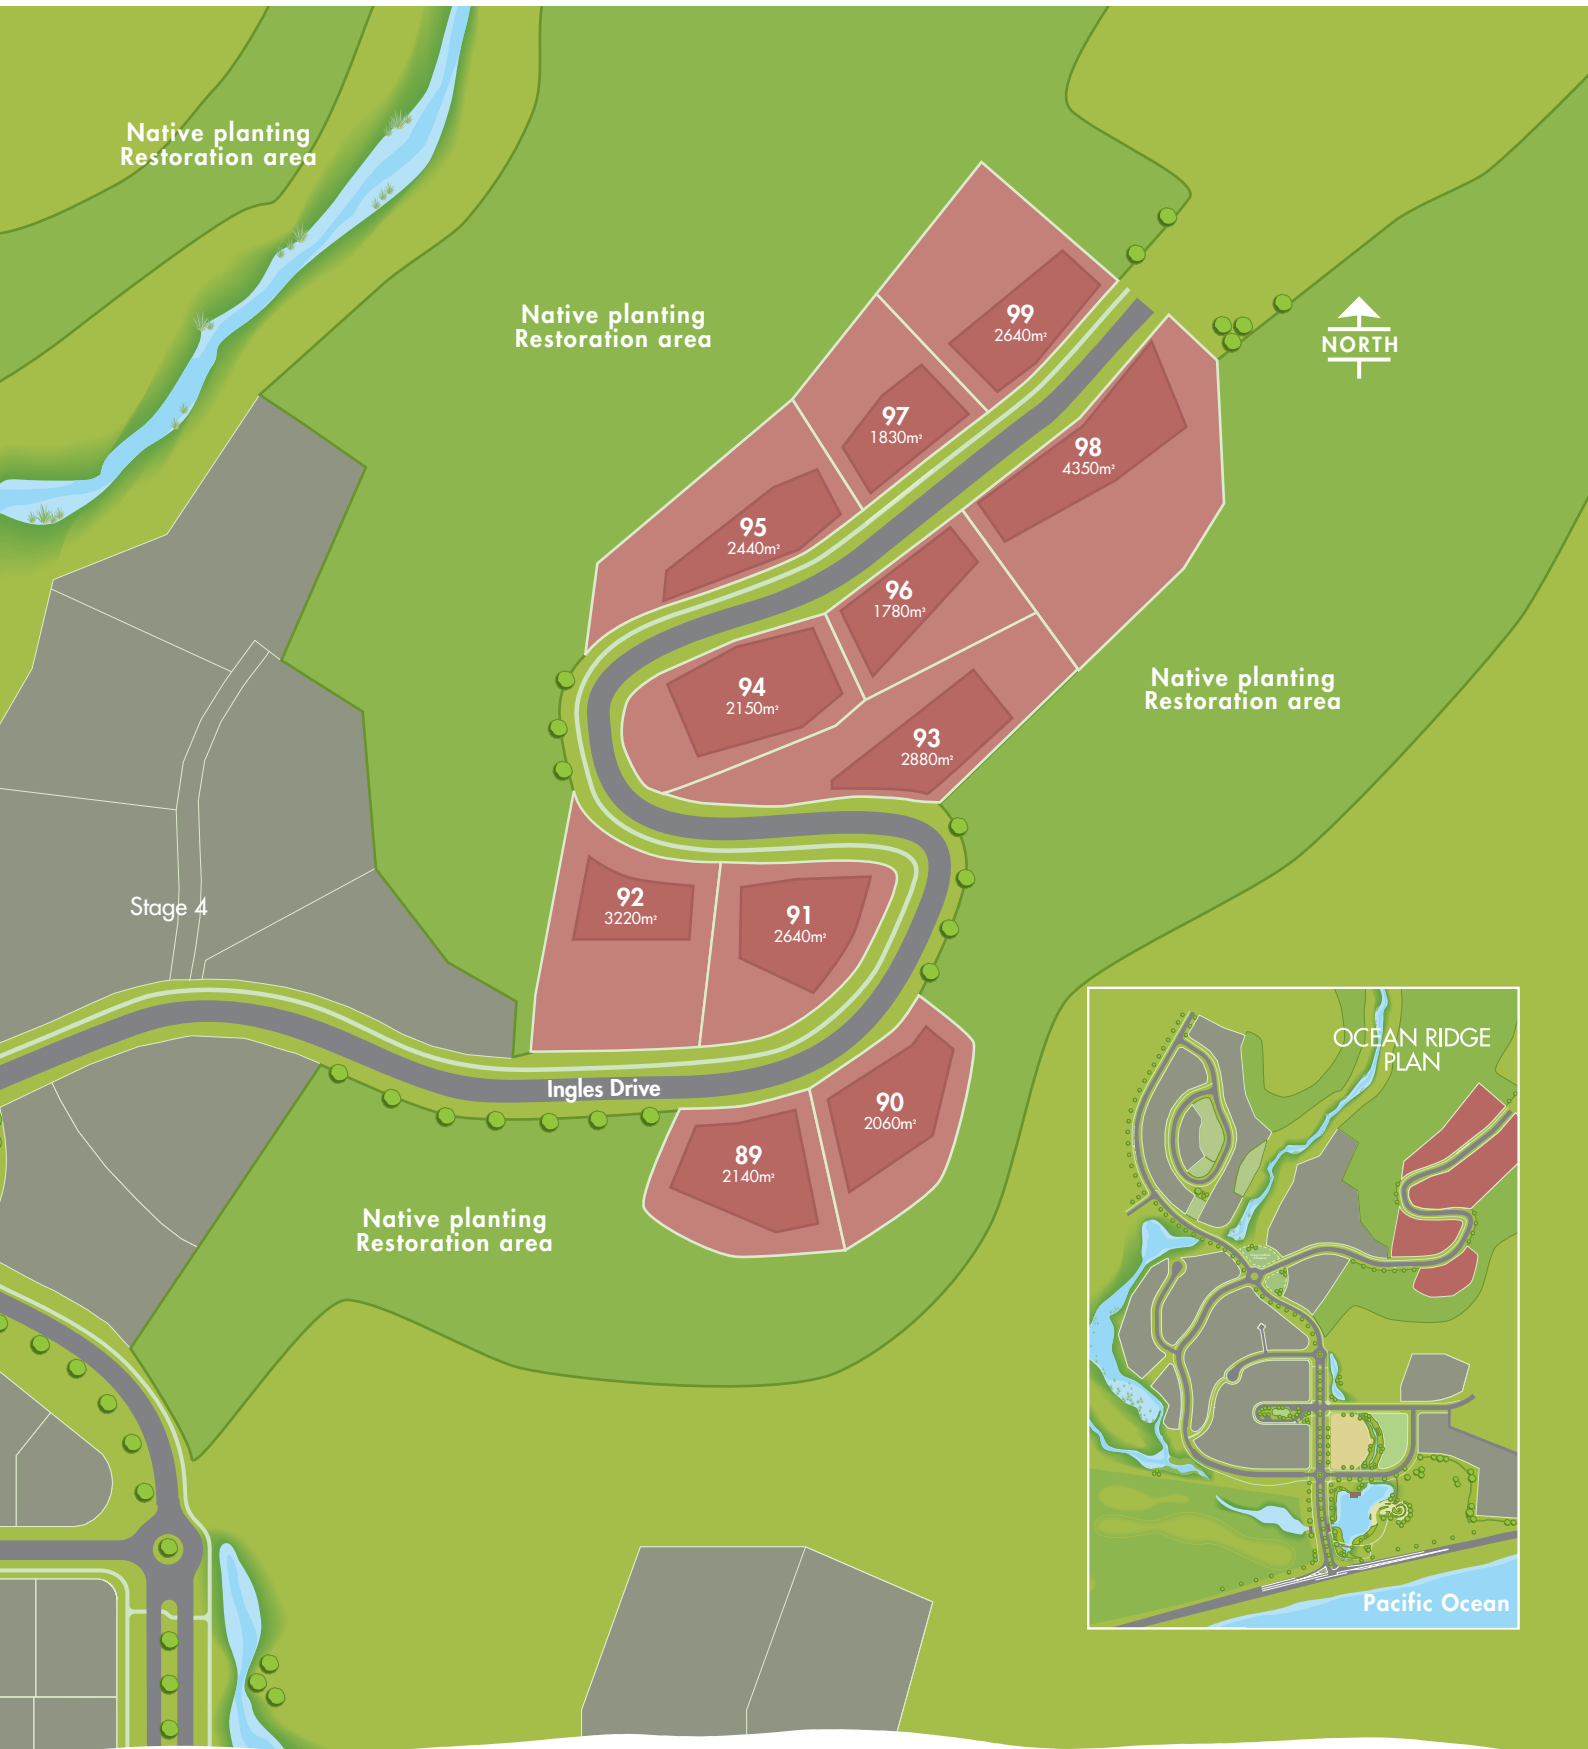 Native planting
Restoration area
Native planting
Restoration area
NORTH
99
2640m²
97
1830m²
98
4350m²
95
2440m²
96
1780m²
94
2150m²
93
2880m²
Native planting
Restoration area
92
3220m²
91
2640m²
Stage 4
Ingles Drive
90
2060m²
89
2140m²
Native planting
Restoration area
OCEAN RIDGE
PLAN
Pacific Ocean